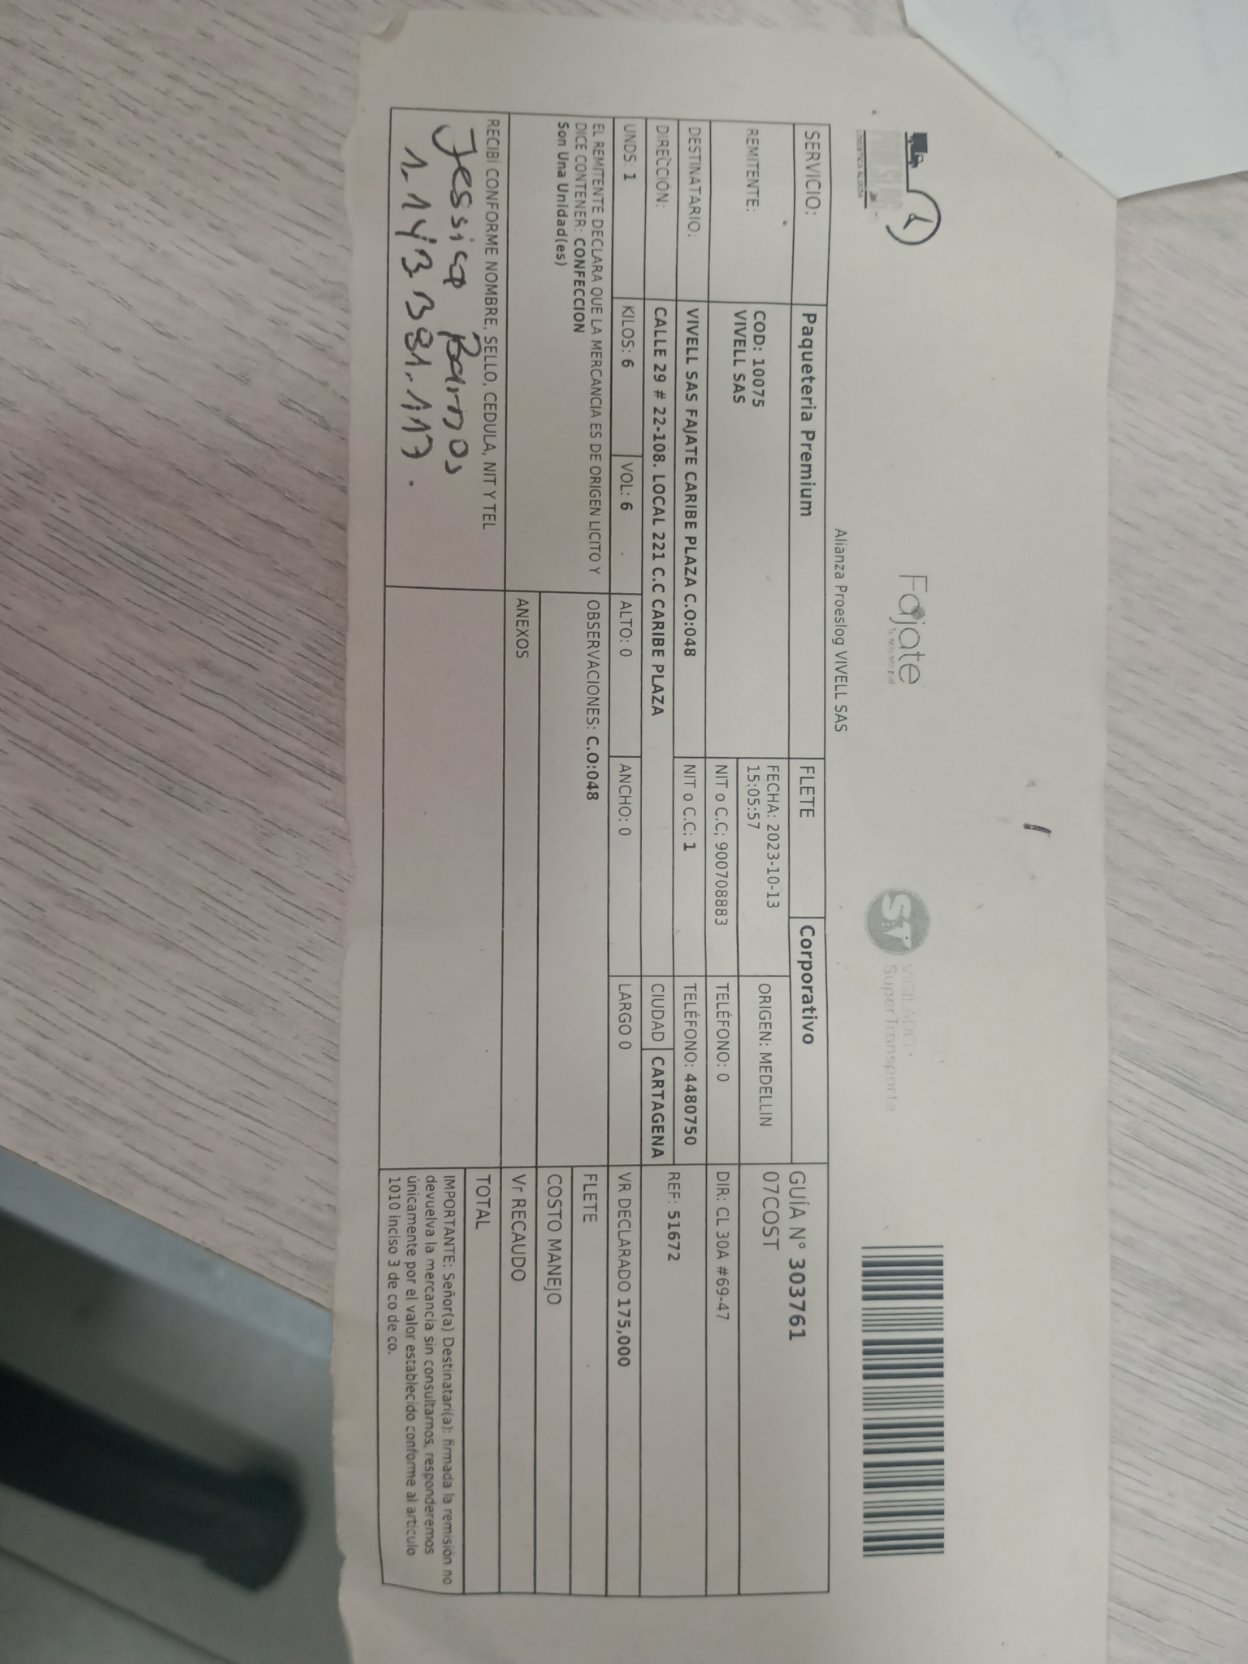 Fajate
VIGILADO
SuperTransporte
Alianza Proeslog VIVELL SAS
SERVICIO: Paqueteria Premium FLETE Corporativo GUÍA N° 303761
07COST
REMITENTE: COD: 10075
VIVELL SAS
FECHA: 2023-10-13
15:05:57
ORIGEN: MEDELLIN
NIT o C.C: 900708883 TELÉFONO: 0 DIR: CL 30A #69-47
DESTINATARIO: VIVELL SAS FAJATE CARIBE PLAZA C.O:048 NIT o C.C: 1 TELÉFONO: 4480750 REF: 51672
DIRECCIÓN: CALLE 29 # 22-108. LOCAL 221 C.C CARIBE PLAZA CIUDAD CARTAGENA
UNDS: 1 KILOS: 6 VOL: 6 ALTO: 0 ANCHO: 0 LARGO 0 VR DECLARADO 175,000
EL REMITENTE DECLARA QUE LA MERCANCIA ES DE ORIGEN LICITO Y
DICE CONTENER: CONFECCION
Son Una Unidad(es)
OBSERVACIONES: C.O:048
FLETE
COSTO MANEJO
ANEXOS
Vr RECAUDO
TOTAL
RECIBÍ CONFORME NOMBRE, SELLO, CEDULA, NIT Y TEL
Jessica Barrios
1.143.381.117.
IMPORTANTE: Señor(a) Destinatari(a): firmada la remisión no
devuelva la mercancia sin consultarnos, responderemos
únicamente por el valor establecido conforme al articulo
1010 inciso 3 de co de co.